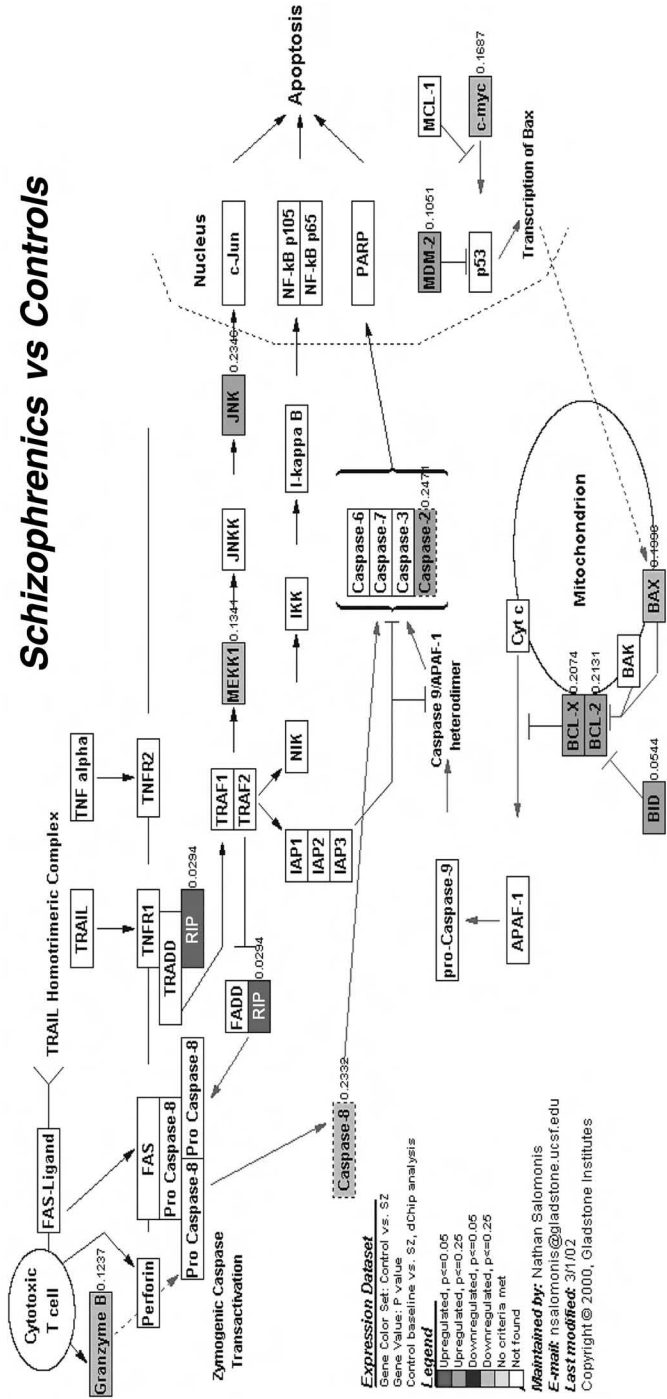 Schizophrenics vs Controls
TRAIL Homotrimeric Complex
Cytotoxic
T cell
FAS-Ligand
TRAIL
TNF alpha
Granzyme B
0.1237
Perforin
FAS
Pro Caspase-8
Pro Caspase-8
Pro Caspase-8
TNFR1
TRADD
RIP
0.0294
TNFR2
Zymogenic Caspase
Transactivation
FADD
RIP
0.0294
TRAF1
TRAF2
MEKK1
0.1341
JNKK
JNK
0.2346
Nucleus
c-Jun
NIK
IKK
I-kappa B
NF-kB p105
NF-kB p65
Apoptosis
IAP1
IAP2
IAP3
Caspase-8
0.2332
Caspase-6
Caspase-7
Caspase-3
Caspase-2
0.2471
PARP
Caspase 9/APAF-1
heterodimer
pro-Caspase-9
APAF-1
Cyt c
Mitochondrion
MDM-2
0.1051
MCL-1
p53
c-myc
0.1687
Transcription of Bax
BCL-X
0.2074
BCL-2
0.2131
BAK
BAX
BID
0.0544
Expression Dataset
Gene Color Set: Control vs. SZ
Gene Value: P value
Control baseline vs. SZ, dChip analysis
Legend
Upregulated, p<=0.05
Upregulated, p<=0.25
Downregulated, p<=0.05
Downregulated, p<=0.25
No criteria met
Not found
Maintained by: Nathan Salomonis
E-mail: nsalomonis@gladstone.ucsf.edu
Last modified: 3/1/02
Copyright © 2000, Gladstone Institutes